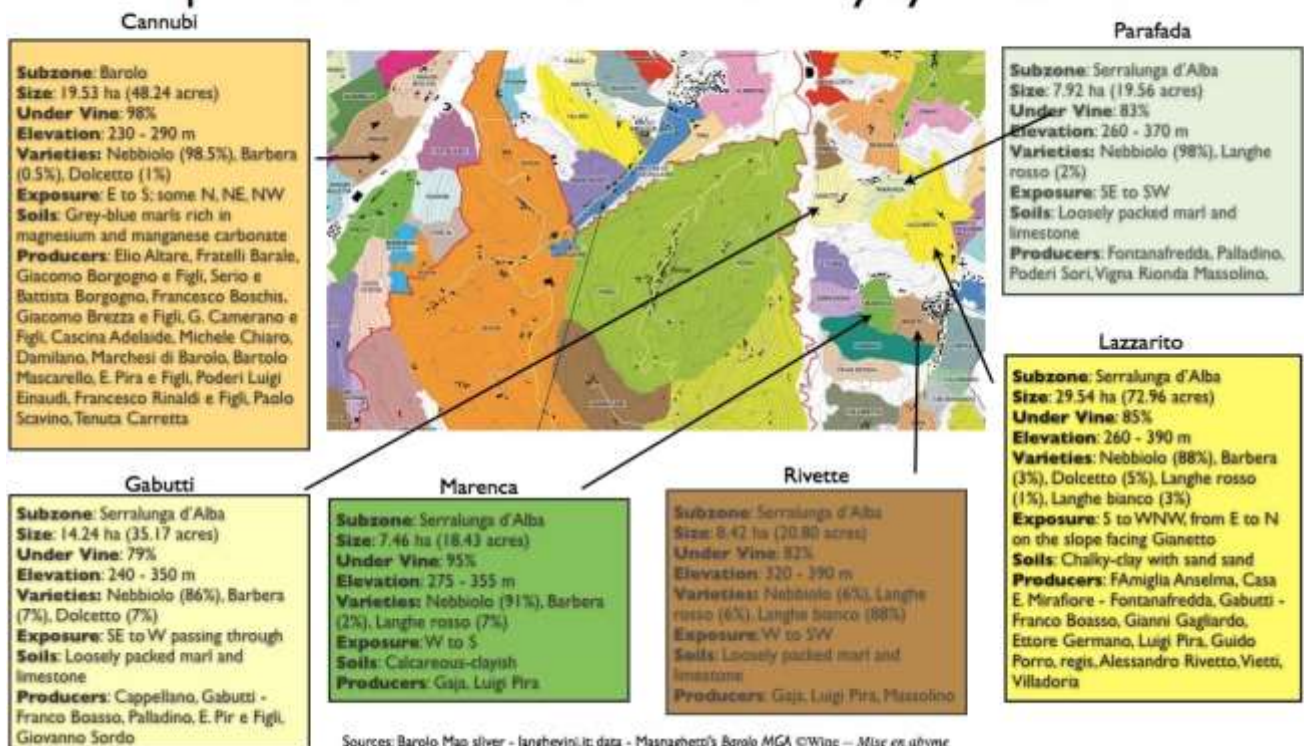 Cannubi
Subzone: Barolo
Size: 19.53 ha (48.24 acres)
Under Vine: 98%
Elevation: 230 - 290 m
Varieties: Nebbiolo (98.5%), Barbera
(0.5%), Dolcetto (1%)
Exposure: E to S; some N, NE, NW
Soils: Grey-blue marls rich in
magnesium and manganese carbonate
Producers: Elio Altare, Fratelli Barale,
Giacomo Borgogno e Figli, Serio e
Battista Borgogno, Francesco Boschis,
Giacomo Brezza e Figli, G. Camerano e
Figli, Cascina Adelaide, Michele Chiaro,
Damilano, Marchesi di Barolo, Bartolo
Mascarello, E. Pira e Figli, Poderi Luigi
Einaudi, Francesco Rinaldi e Figli, Paolo
Scavino, Tenuta Carretta
Parafada
Subzone: Serralunga d'Alba
Size: 7.92 ha (19.56 acres)
Under Vine: 83%
Elevation: 260 - 370 m
Varieties: Nebbiolo (98%), Langhe
rosso (2%)
Exposure: SE to SW
Soils: Loosely packed marl and
limestone
Producers: Fontanafredda, Palladino,
Poderi Sori, Vigna Rionda Massolino,
Lazzarito
Subzone: Serralunga d'Alba
Size: 29.54 ha (72.96 acres)
Under Vine: 85%
Elevation: 260 - 390 m
Varieties: Nebbiolo (88%), Barbera
(3%), Dolcetto (5%), Langhe rosso
(1%), Langhe bianco (3%)
Exposure: S to WNW, from E to N
on the slope facing Gianetto
Soils: Chalky-clay with sand sand
Producers: FAmiglia Anselma, Casa
E. Mirafiore - Fontanafredda, Gabutti -
Franco Boasso, Gianni Gagliardo,
Ettore Germano, Luigi Pira, Guido
Porro, regis, Alessandro Rivetto, Vietti,
Villadoria
Gabutti
Subzone: Serralunga d'Alba
Size: 14.24 ha (35.17 acres)
Under Vine: 79%
Elevation: 240 - 350 m
Varieties: Nebbiolo (86%), Barbera
(7%), Dolcetto (7%)
Exposure: SE to W passing through
Soils: Loosely packed marl and
limestone
Producers: Cappellano, Gabutti -
Franco Boasso, Palladino, E. Pir e Figli,
Giovanno Sordo
Marenca
Subzone: Serralunga d'Alba
Size: 7.46 ha (18.43 acres)
Under Vine: 95%
Elevation: 275 - 355 m
Varieties: Nebbiolo (91%), Barbera
(2%), Langhe rosso (7%)
Exposure: W to S
Soils: Calcareous-clayish
Producers: Gaja, Luigi Pira
Rivette
Subzone: Serralunga d'Alba
Size: 8.42 ha (20.80 acres)
Under Vine: 82%
Elevation: 320 - 390 m
Varieties: Nebbiolo (6%), Langhe
rosso (6%), Langhe bianco (88%)
Exposure: W to SW
Soils: Loosely packed marl and
limestone
Producers: Gaja, Luigi Pira, Massolino
Sources: Barolo Map sliver - langhevini.it; data - Masnaghetti's Barolo MGA ©Wine -- Mise en abyme